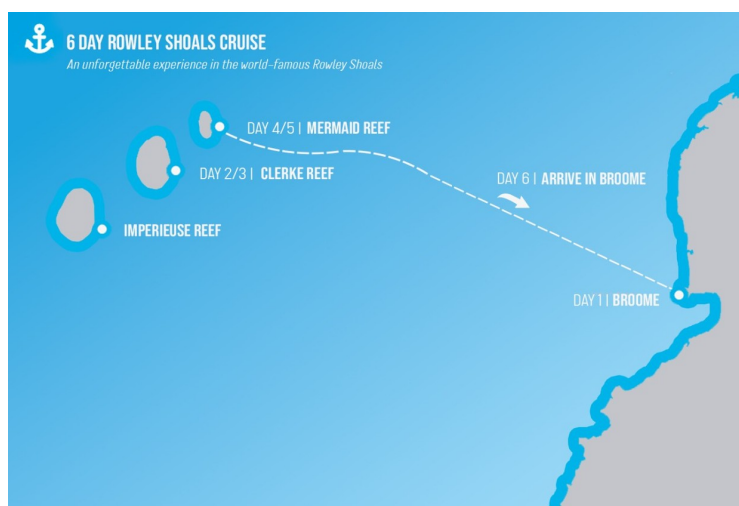 6 DAY ROWLEY SHOALS CRUISE
An unforgettable experience in the world-famous Rowley Shoals
DAY 4/5 | MERMAID REEF
DAY 2/3 | CLERKE REEF
DAY 6 | ARRIVE IN BROOME
IMPERIEUSE REEF
DAY 1 | BROOME